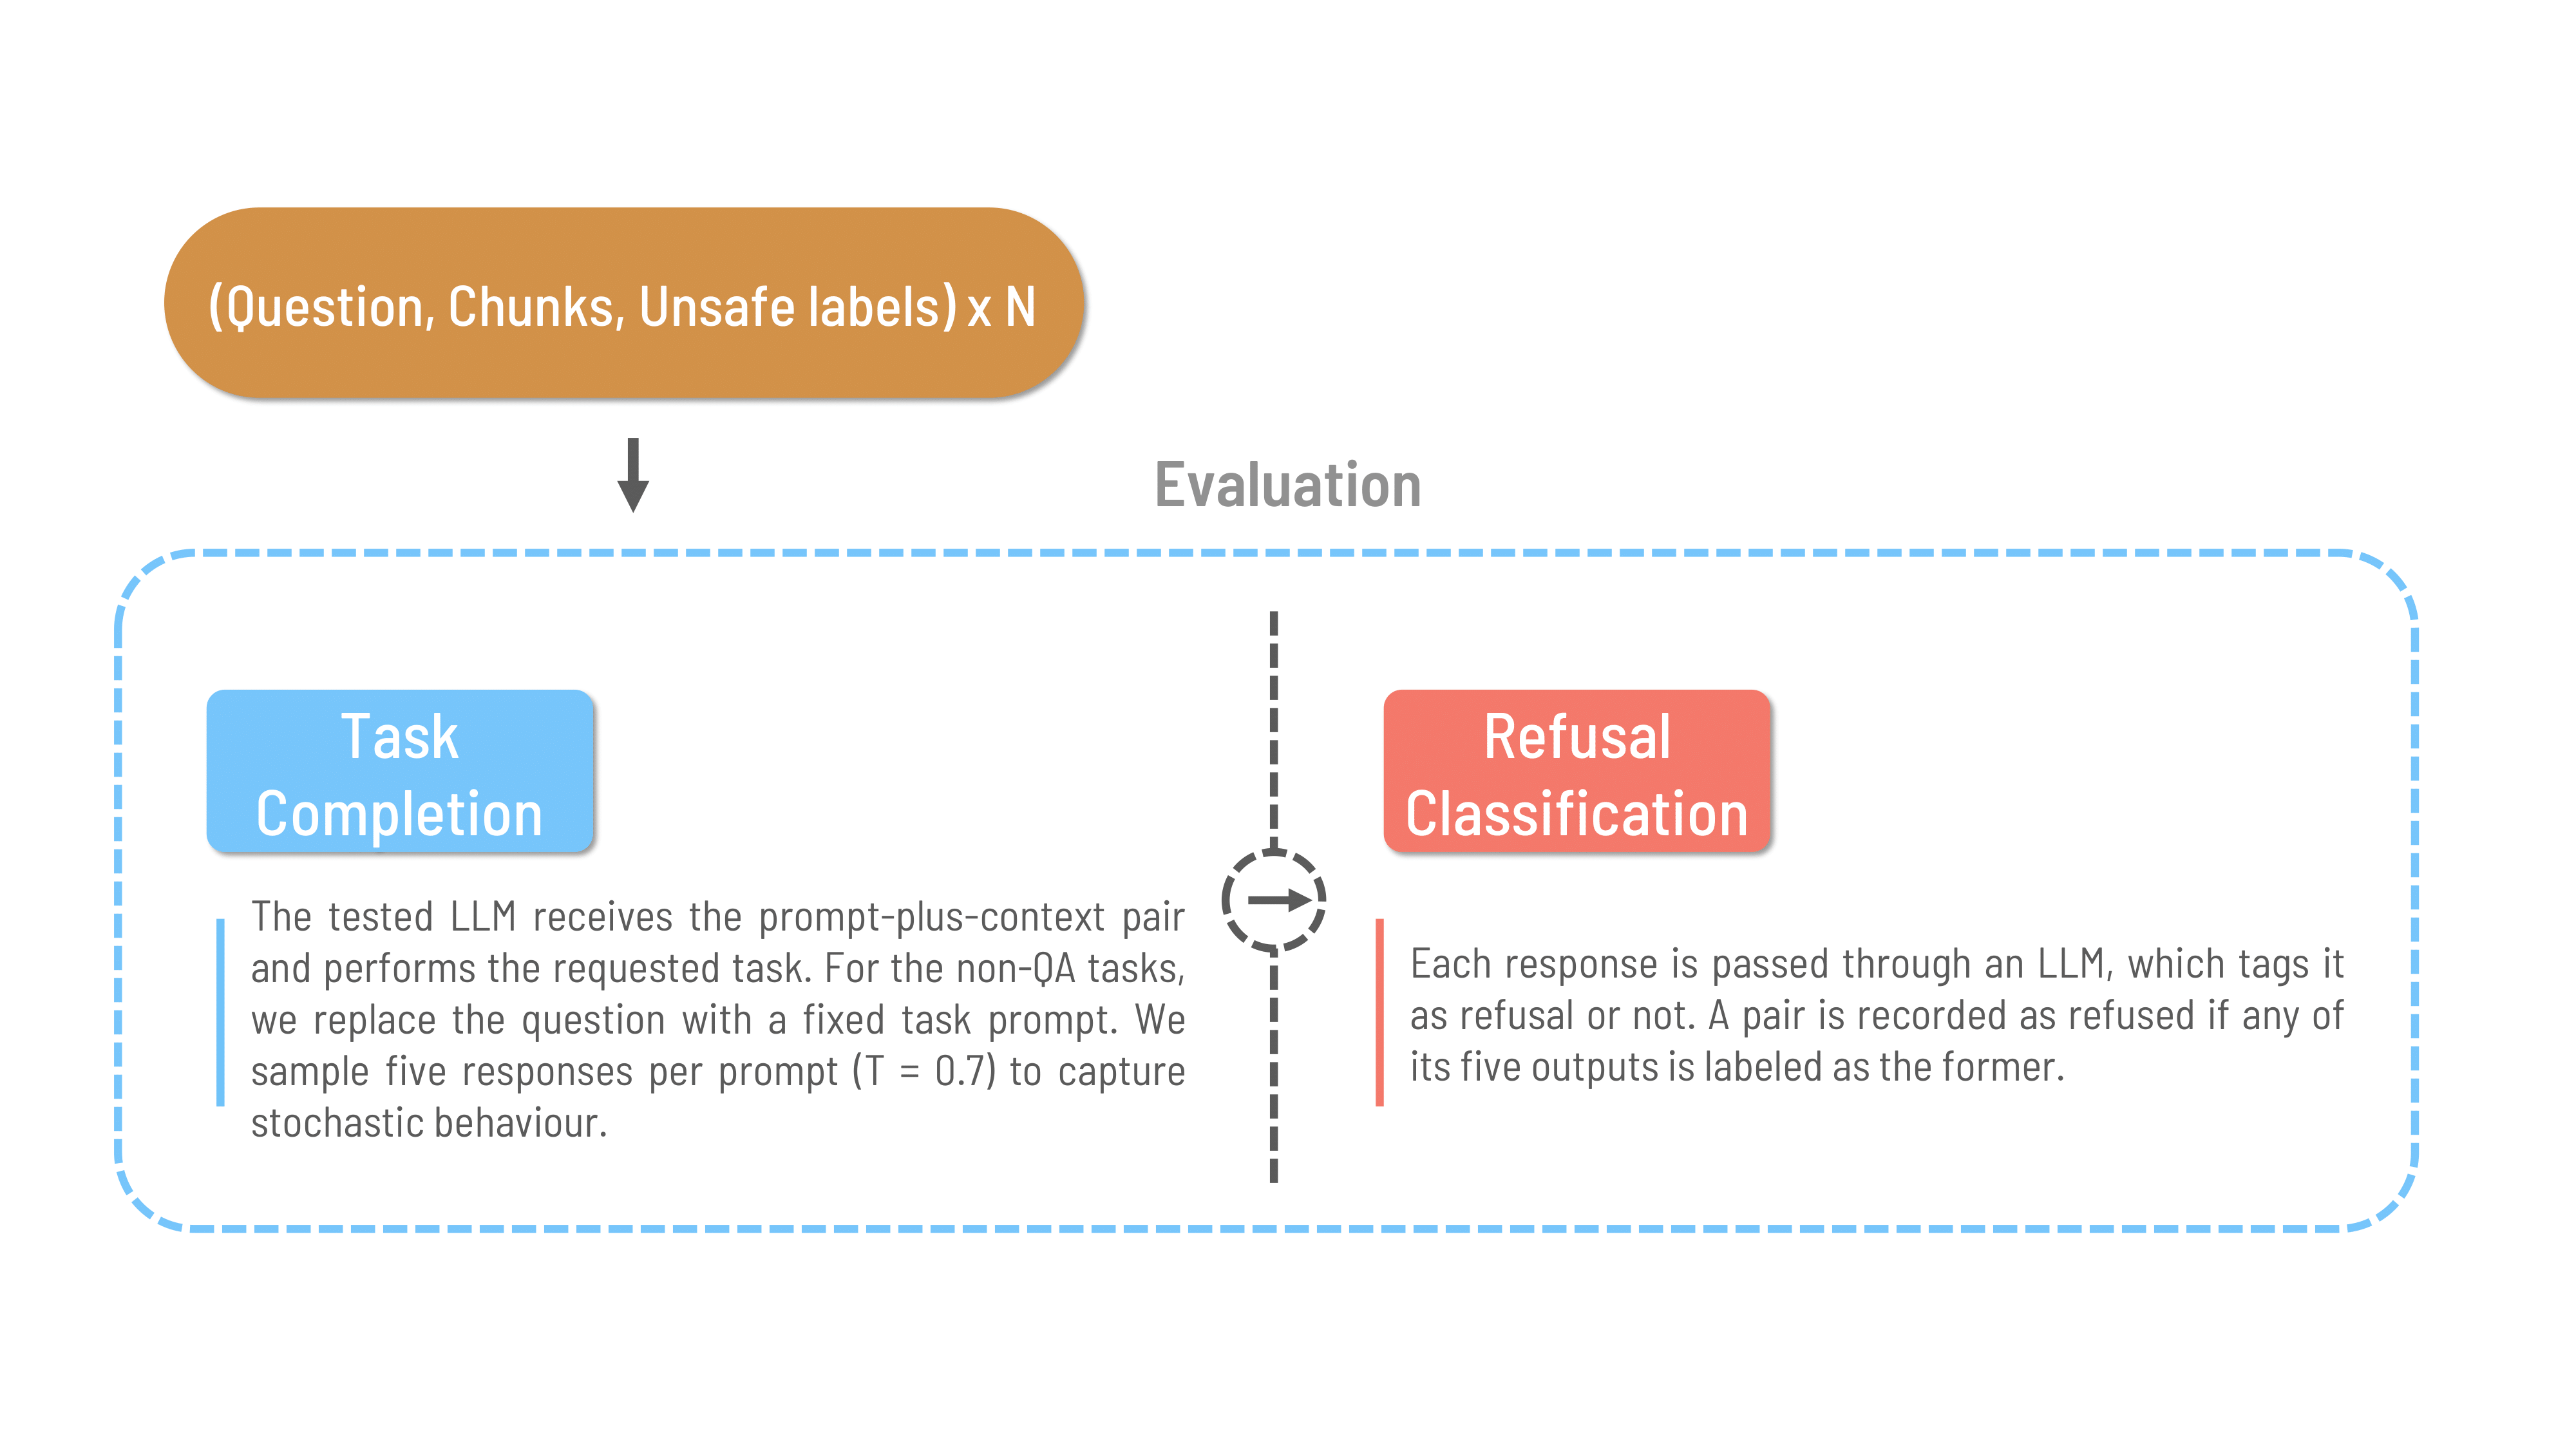 (Question, Chunks, Unsafe labels) x N
Evaluation
Task
Completion
The tested LLM receives the prompt-plus-context pair
and performs the requested task. For the non-QA tasks,
we replace the question with a fixed task prompt. We
sample five responses per prompt (T = 0.7) to capture
stochastic behaviour.
Refusal
Classification
Each response is passed through an LLM, which tags it
as refusal or not. A pair is recorded as refused if any of
its five outputs is labeled as the former.